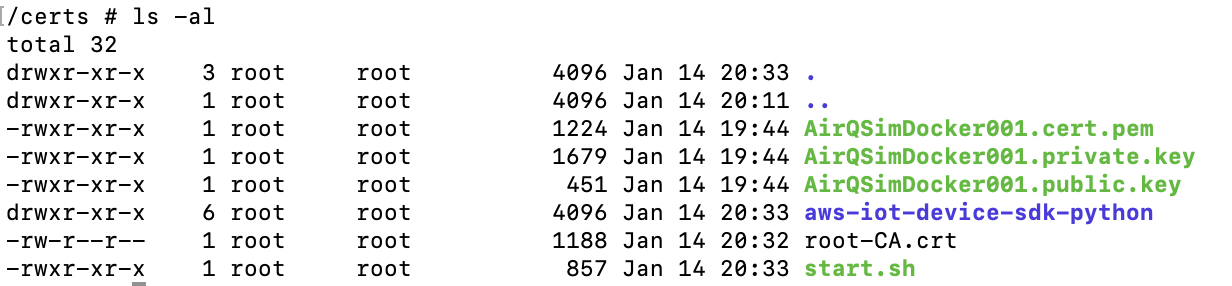 /certs # ls -al
total 32
drwxr-xr-x    3 root     root          4096 Jan 14 20:33 .
drwxr-xr-x    1 root     root          4096 Jan 14 20:11 ..
-rwxr-xr-x    1 root     root          1224 Jan 14 19:44 AirQSimDocker001.cert.pem
-rwxr-xr-x    1 root     root          1679 Jan 14 19:44 AirQSimDocker001.private.key
-rwxr-xr-x    1 root     root           451 Jan 14 19:44 AirQSimDocker001.public.key
drwxr-xr-x    6 root     root          4096 Jan 14 20:33 aws-iot-device-sdk-python
-rw-r--r--    1 root     root          1188 Jan 14 20:32 root-CA.crt
-rwxr-xr-x    1 root     root           857 Jan 14 20:33 start.sh